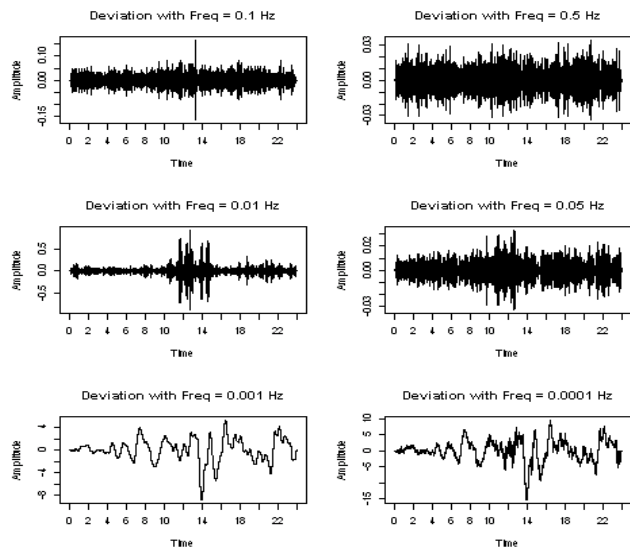 Deviation with Freq = 0.1 Hz
Amplitude
0.10
0.00
-0.15
0 2 4 6 8 10 12 14 18 22
Time
Deviation with Freq = 0.5 Hz
Amplitude
0.03
0.00
-0.03
0 2 4 6 8 10 12 14 18 22
Time
Deviation with Freq = 0.01 Hz
Amplitude
0.5
0.0
-0.5
0 2 4 6 8 10 12 14 18 22
Time
Deviation with Freq = 0.05 Hz
Amplitude
0.02
0.00
-0.03
0 2 4 6 8 10 12 14 18 22
Time
Deviation with Freq = 0.001 Hz
Amplitude
4
0
-4
-8
0 2 4 6 8 10 12 14 18 22
Time
Deviation with Freq = 0.0001 Hz
Amplitude
10
5
0
-5
-15
0 2 4 6 8 10 12 14 18 22
Time